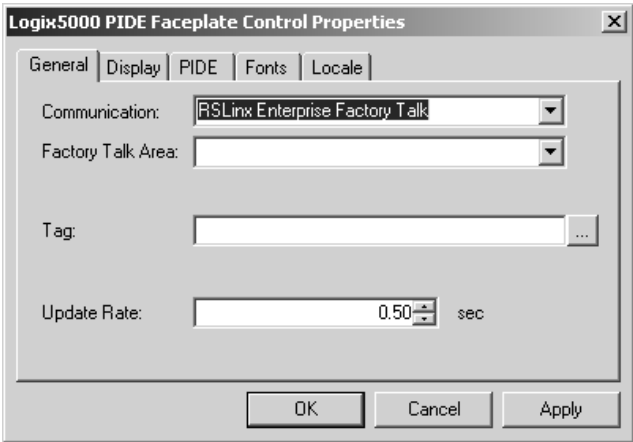 Logix5000 PIDE Faceplate Control Properties
General Display PIDE Fonts Locale
Communication: RSLinx Enterprise Factory Talk
Factory Talk Area:
Tag: ...
Update Rate: 0.50 sec
OK Cancel Apply